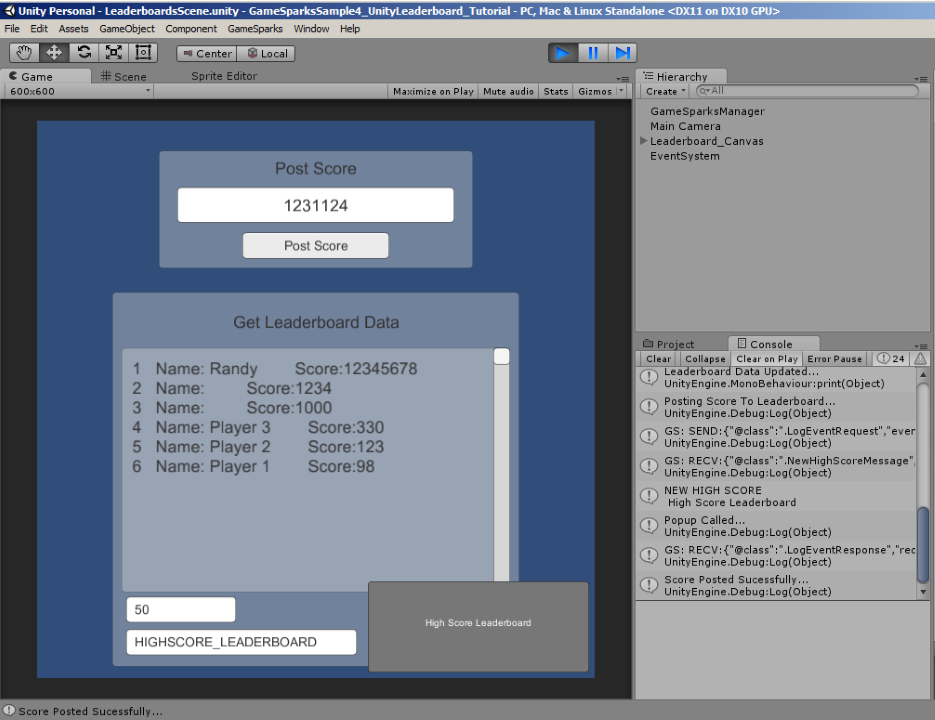 Unity Personal - LeaderboardsScene.unity - GameSparksSample4_UnityLeaderboard_Tutorial - PC, Mac & Linux Standalone <DX11 on DX10 GPU>
File Edit Assets GameObject Component GameSparks Window Help
Center Local
Game Scene Sprite Editor
600x600 Maximize on Play Mute audio Stats Gizmos
Post Score
1231124
Post Score
Get Leaderboard Data
1 Name: Randy Score:12345678
2 Name: Score:1234
3 Name: Score:1000
4 Name: Player 3 Score:330
5 Name: Player 2 Score:123
6 Name: Player 1 Score:98
50
HIGHSCORE_LEADERBOARD
High Score Leaderboard
Hierarchy
Create All
GameSparksManager
Main Camera
Leaderboard_Canvas
EventSystem
Project Console
Clear Collapse Clear on Play Error Pause 24
Leaderboard Data Updated...
UnityEngine.MonoBehaviour:print(Object)
Posting Score To Leaderboard...
UnityEngine.Debug:Log(Object)
GS: SEND:{"@class":".LogEventRequest","ever
UnityEngine.Debug:Log(Object)
GS: RECV:{"@class":".NewHighScoreMessage",
UnityEngine.Debug:Log(Object)
NEW HIGH SCORE
High Score Leaderboard
Popup Called...
UnityEngine.Debug:Log(Object)
GS: RECV:{"@class":".LogEventResponse","rec
UnityEngine.Debug:Log(Object)
Score Posted Sucessfully...
UnityEngine.Debug:Log(Object)
Score Posted Sucessfully...